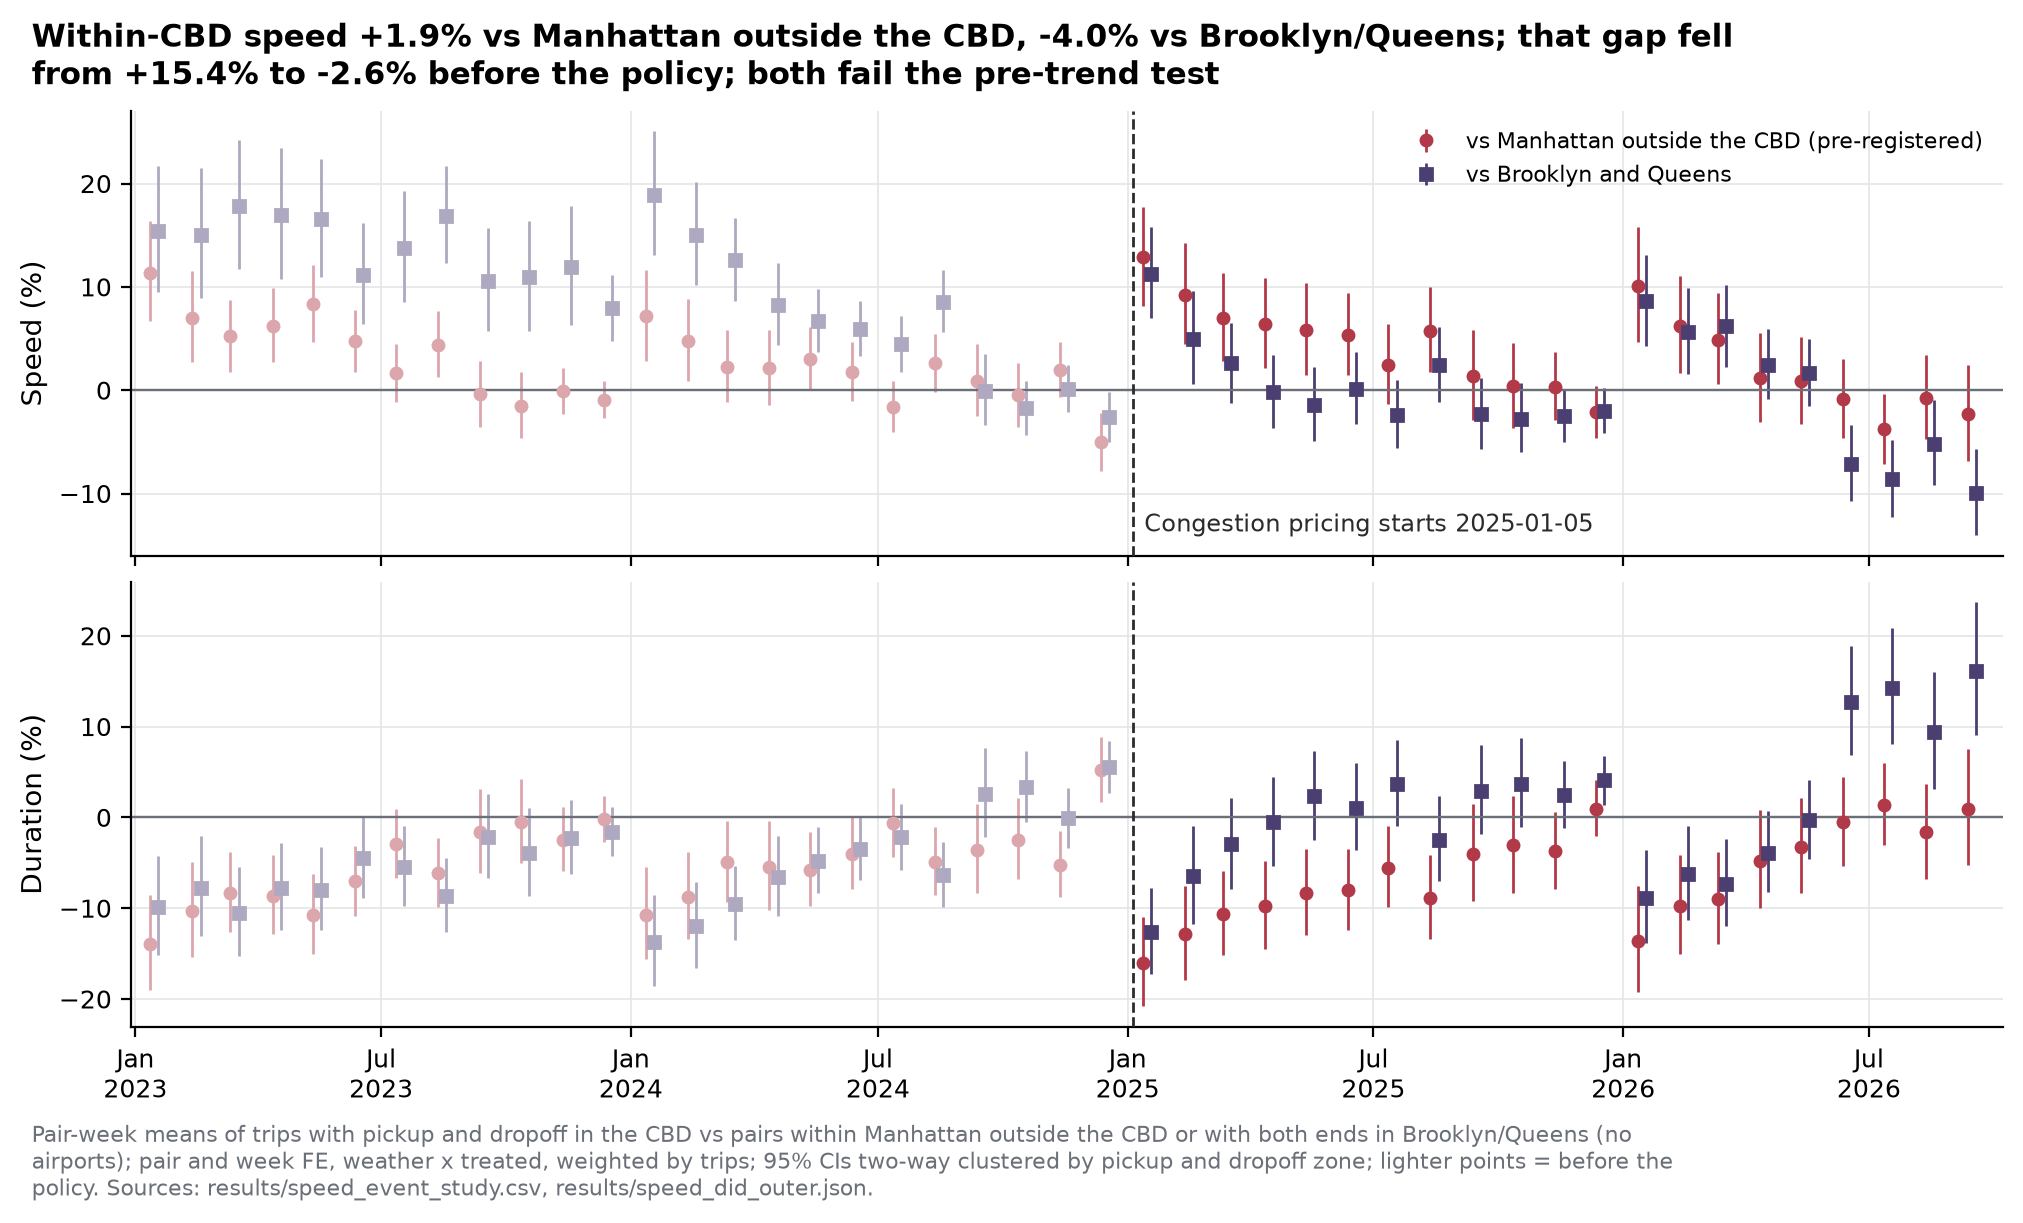 Within-CBD speed +1.9% vs Manhattan outside the CBD, -4.0% vs Brooklyn/Queens; that gap fell
from +15.4% to -2.6% before the policy; both fail the pre-trend test
vs Manhattan outside the CBD (pre-registered)
vs Brooklyn and Queens
Speed (%)
20
10
0
−10
Congestion pricing starts 2025-01-05
Duration (%)
20
10
0
−10
−20
Jan
2023
Jul
2023
Jan
2024
Jul
2024
Jan
2025
Jul
2025
Jan
2026
Jul
2026
Pair-week means of trips with pickup and dropoff in the CBD vs pairs within Manhattan outside the CBD or with both ends in Brooklyn/Queens (no
airports); pair and week FE, weather x treated, weighted by trips; 95% CIs two-way clustered by pickup and dropoff zone; lighter points = before the
policy. Sources: results/speed_event_study.csv, results/speed_did_outer.json.